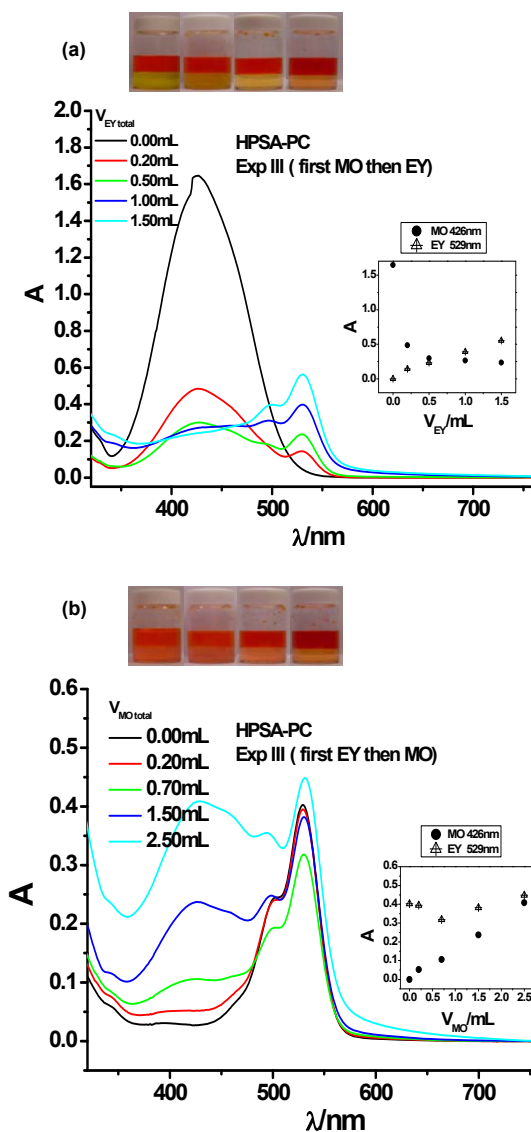 (a)
V EY total
0.00mL
0.20mL
0.50mL
1.00mL
1.50mL
HPSA-PC
Exp III ( first MO then EY)
2.0
1.8
1.6
1.4
1.2
1.0
0.8
0.6
0.4
0.2
0.0
A
400 500 600 700
λ/nm
MO 426nm
EY 529nm
1.5
1.0
0.5
0.0
A
0.0 0.5 1.0 1.5
V EY/mL
(b)
V MO total
0.00mL
0.20mL
0.70mL
1.50mL
2.50mL
HPSA-PC
Exp III ( first EY then MO)
0.6
0.5
0.4
0.3
0.2
0.1
0.0
A
400 500 600 700
λ/nm
MO 426nm
EY 529nm
0.6
0.5
0.4
0.3
0.2
0.1
0.0
A
0.0 0.5 1.0 1.5 2.0 2.5
V MO/mL